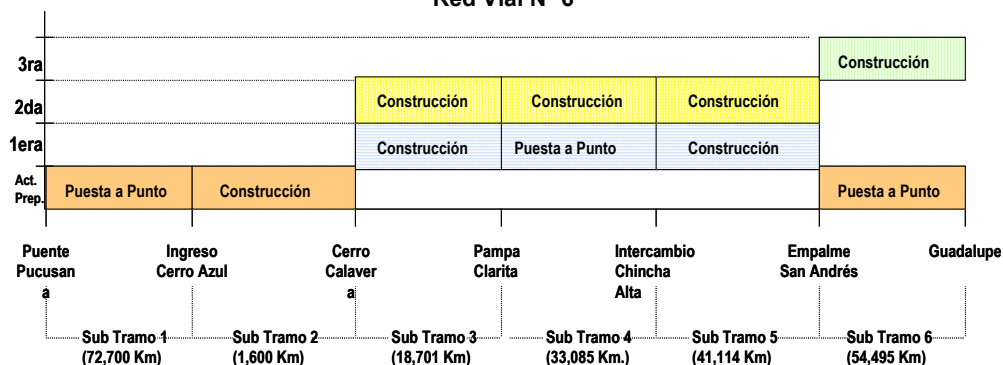 Red Vial N° 6
3ra
Construcción
2da
Construcción
Construcción
Construcción
1era
Construcción
Puesta a Punto
Construcción
Act.
Prep.
Puesta a Punto
Construcción
Puesta a Punto
Puente
Pucusan
a
Ingreso
Cerro Azul
Cerro
Calaver
a
Pampa
Clarita
Intercambio
Chincha
Alta
Empalme
San Andrés
Guadalupe
Sub Tramo 1
(72,700 Km)
Sub Tramo 2
(1,600 Km)
Sub Tramo 3
(18,701 Km)
Sub Tramo 4
(33,085 Km.)
Sub Tramo 5
(41,114 Km)
Sub Tramo 6
(54,495 Km)